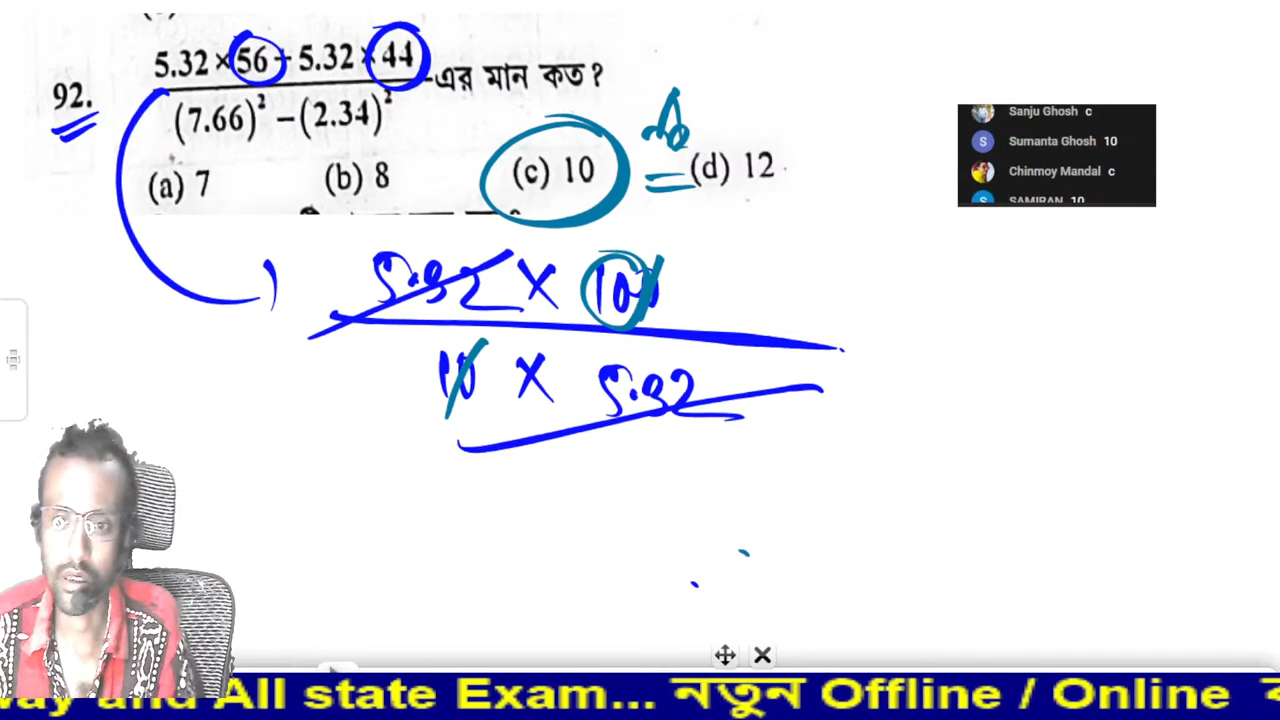 92. 5.32 × 56 + 5.32 × 44
(7.66)² − (2.34)² -এর মান কত ?
(a) 7 (b) 8 (c) 10 (d) 12
5.32 × 100
10 × 5.32
Sanju Ghosh c
S Sumanta Ghosh 10
Chinmoy Mandal c
S SAMIRAN 10
way and All state Exam... নতুন Offline / Online